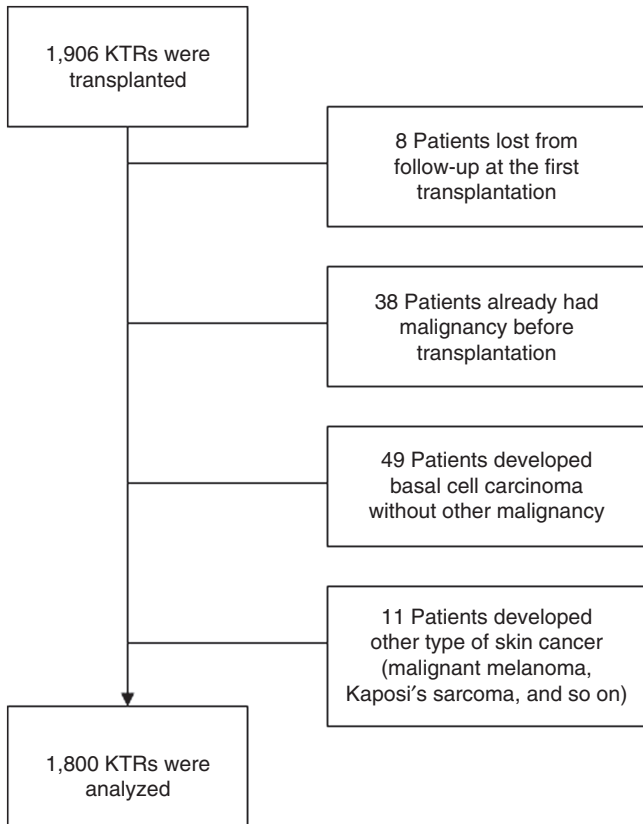 1,906 KTRs were
transplanted
8 Patients lost from
follow-up at the first
transplantation
38 Patients already had
malignancy before
transplantation
49 Patients developed
basal cell carcinoma
without other malignancy
11 Patients developed
other type of skin cancer
(malignant melanoma,
Kaposi′s sarcoma, and so on)
1,800 KTRs were
analyzed